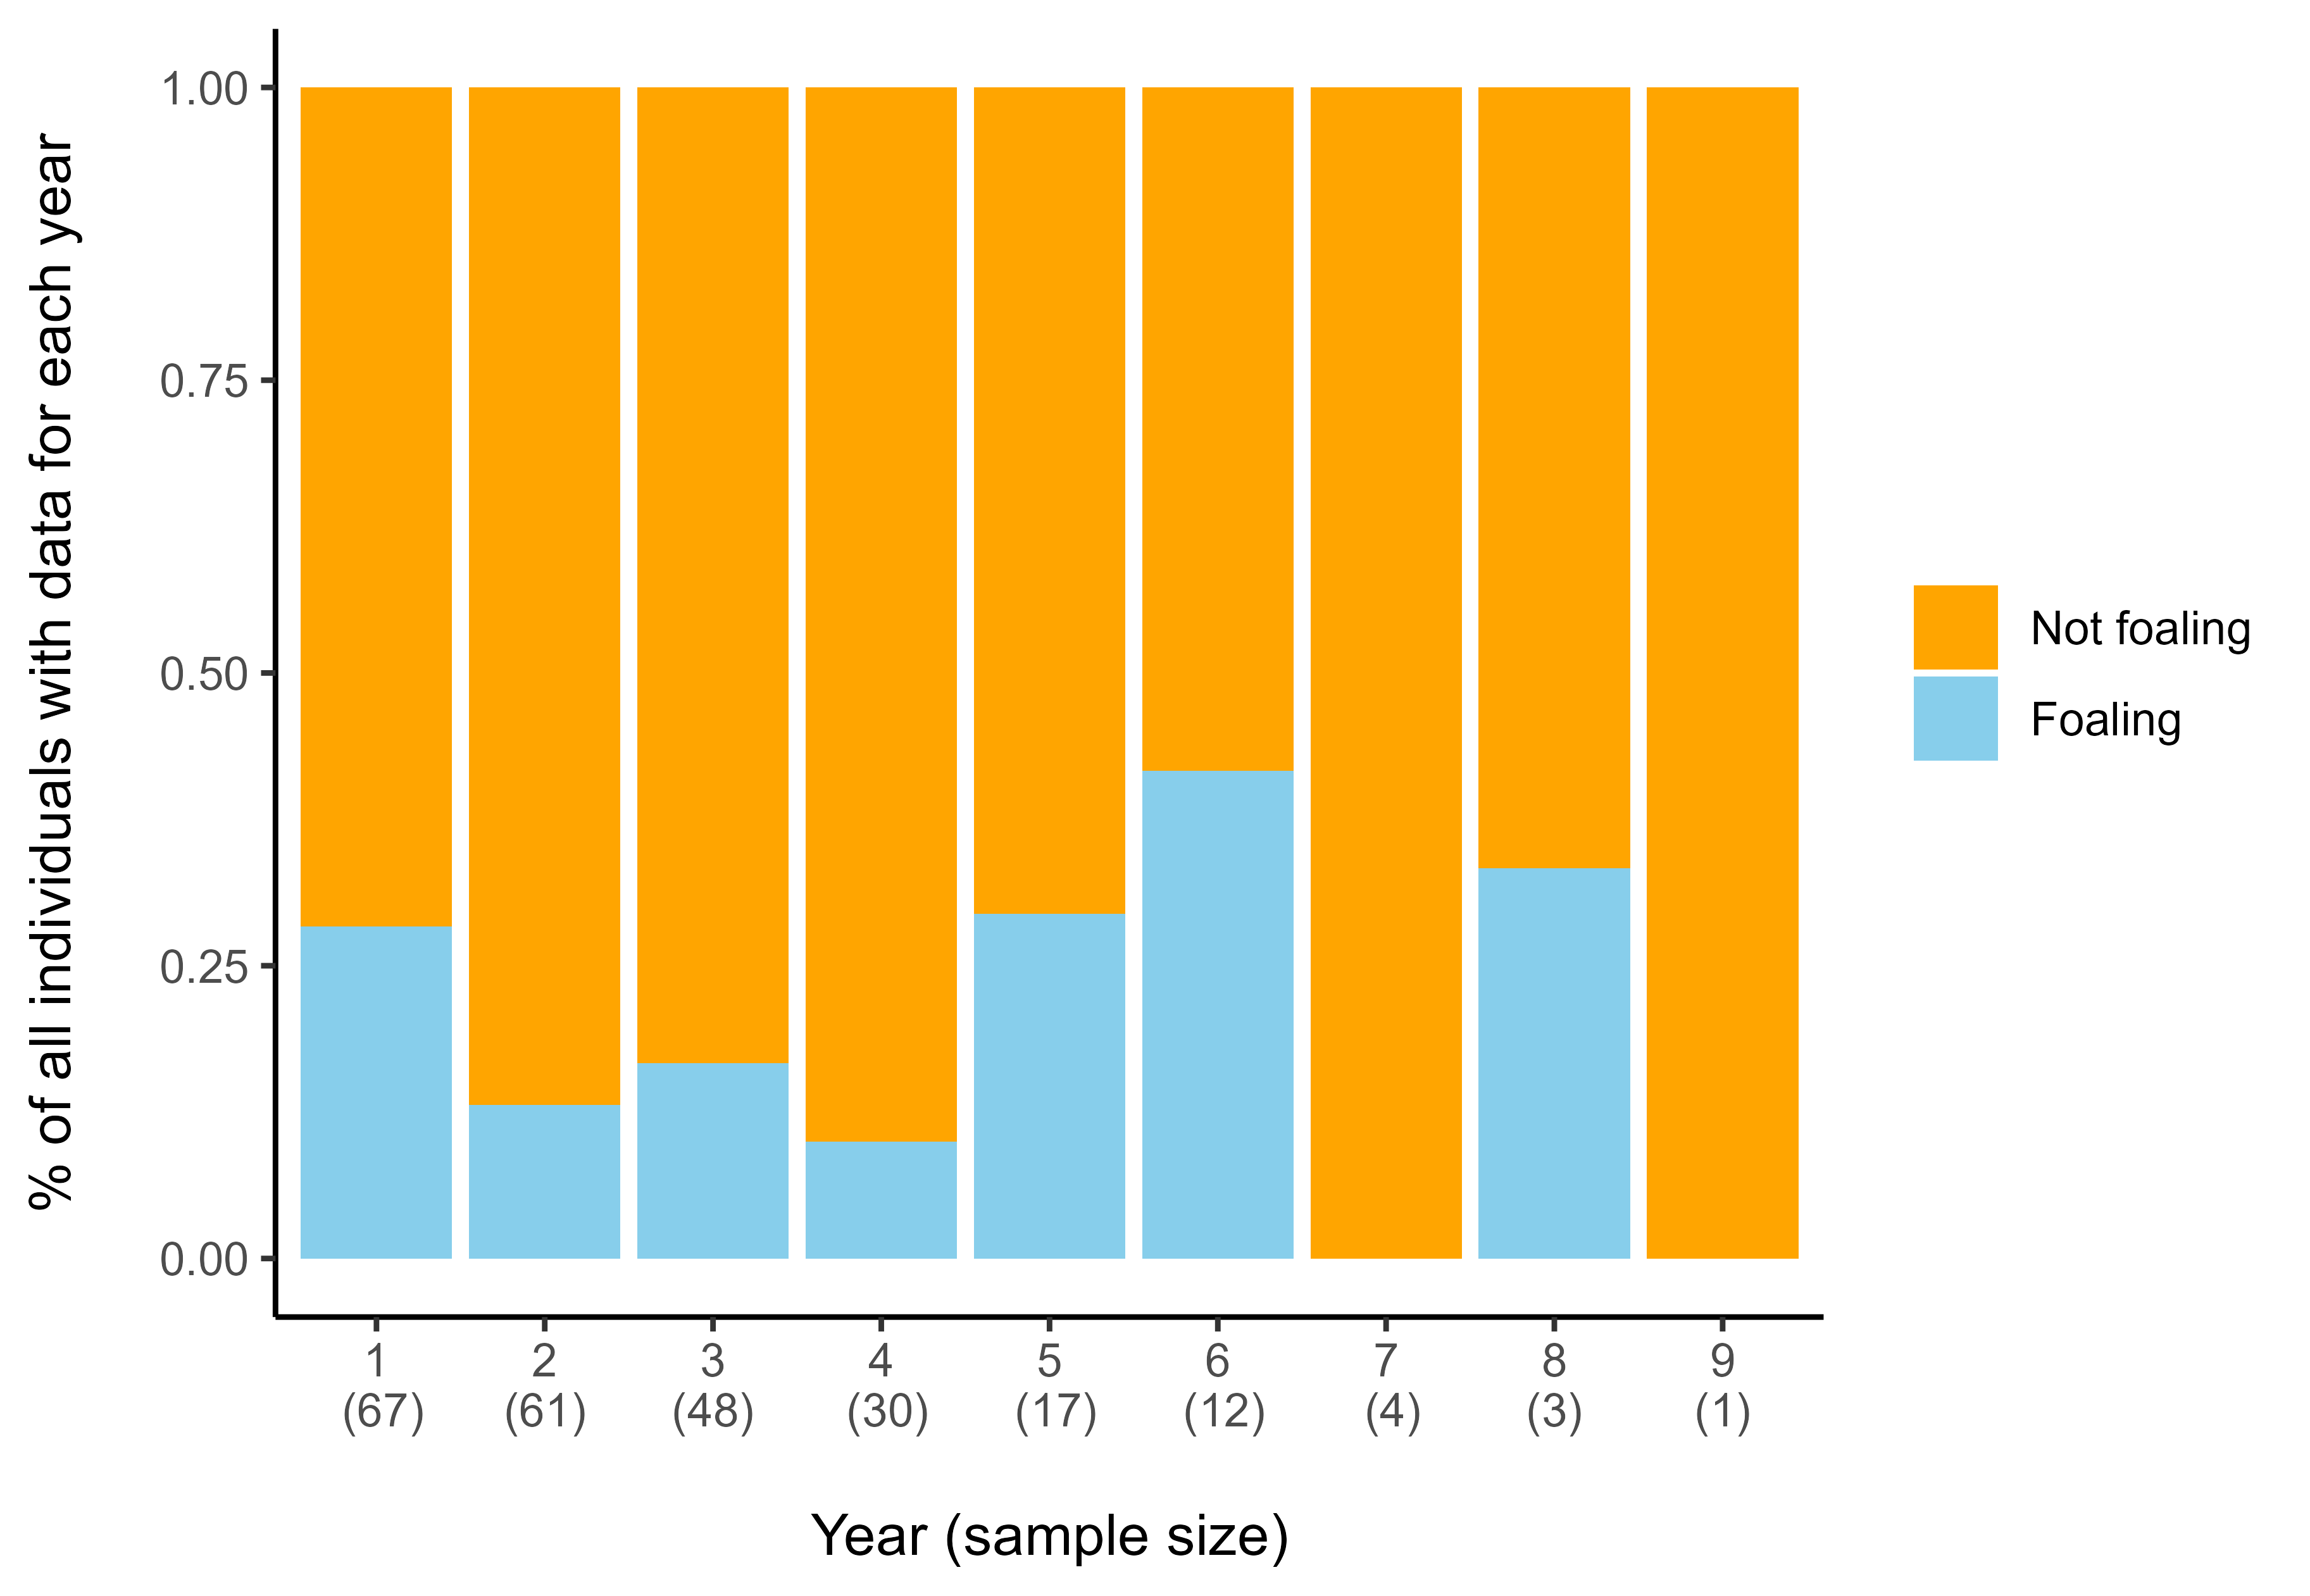 % of all individuals with data for each year
1.00
0.75
0.50
0.25
0.00
1 2 3 4 5 6 7 8 9
(67) (61) (48) (30) (17) (12) (4) (3) (1)
Year (sample size)
Not foaling
Foaling